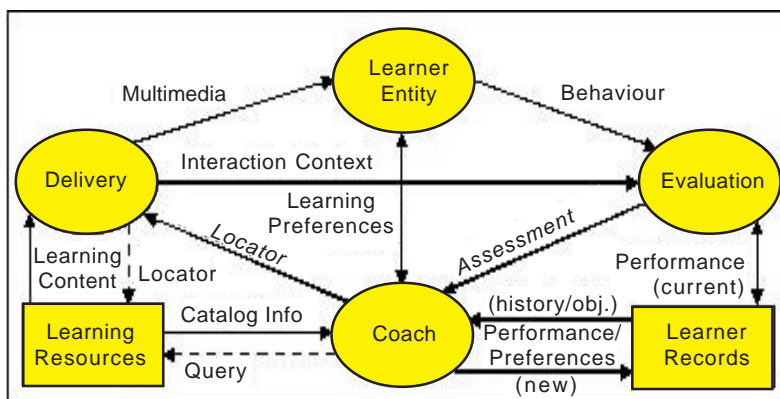 Learner
Entity
Multimedia
Behaviour
Interaction Context
Delivery
Evaluation
Learning
Preferences
Locator
Assessment
Learning
Content
Locator
Performance
(current)
Learning
Resources
Catalog Info
Query
Coach
(history/obj.)
Performance/
Preferences
(new)
Learner
Records